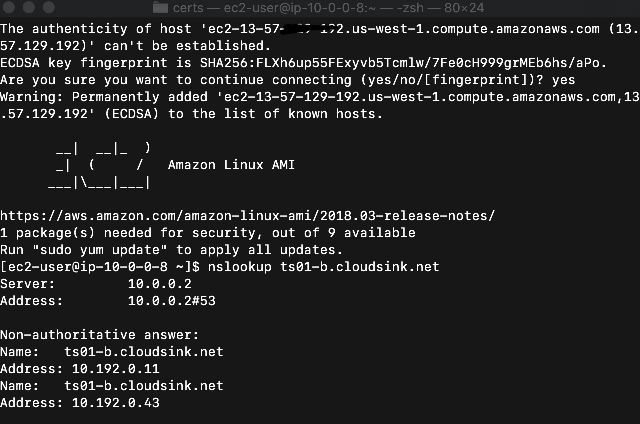 certs — ec2-user@ip-10-0-0-8:~ — -zsh — 80×24
The authenticity of host 'ec2-13-57- -192.us-west-1.compute.amazonaws.com (13.
57.129.192)' can't be established.
ECDSA key fingerprint is SHA256:FLXh6up55FExyvb5Tcmlw/7Fe0cH999grMEb6hs/aPo.
Are you sure you want to continue connecting (yes/no/[fingerprint])? yes
Warning: Permanently added 'ec2-13-57-129-192.us-west-1.compute.amazonaws.com,13
.57.129.192' (ECDSA) to the list of known hosts.
__|  __|_  )
_|  (     /   Amazon Linux AMI
___|\___|___|
https://aws.amazon.com/amazon-linux-ami/2018.03-release-notes/
1 package(s) needed for security, out of 9 available
Run "sudo yum update" to apply all updates.
[ec2-user@ip-10-0-0-8 ~]$ nslookup ts01-b.cloudsink.net
Server:         10.0.0.2
Address:        10.0.0.2#53
Non-authoritative answer:
Name:   ts01-b.cloudsink.net
Address: 10.192.0.11
Name:   ts01-b.cloudsink.net
Address: 10.192.0.43